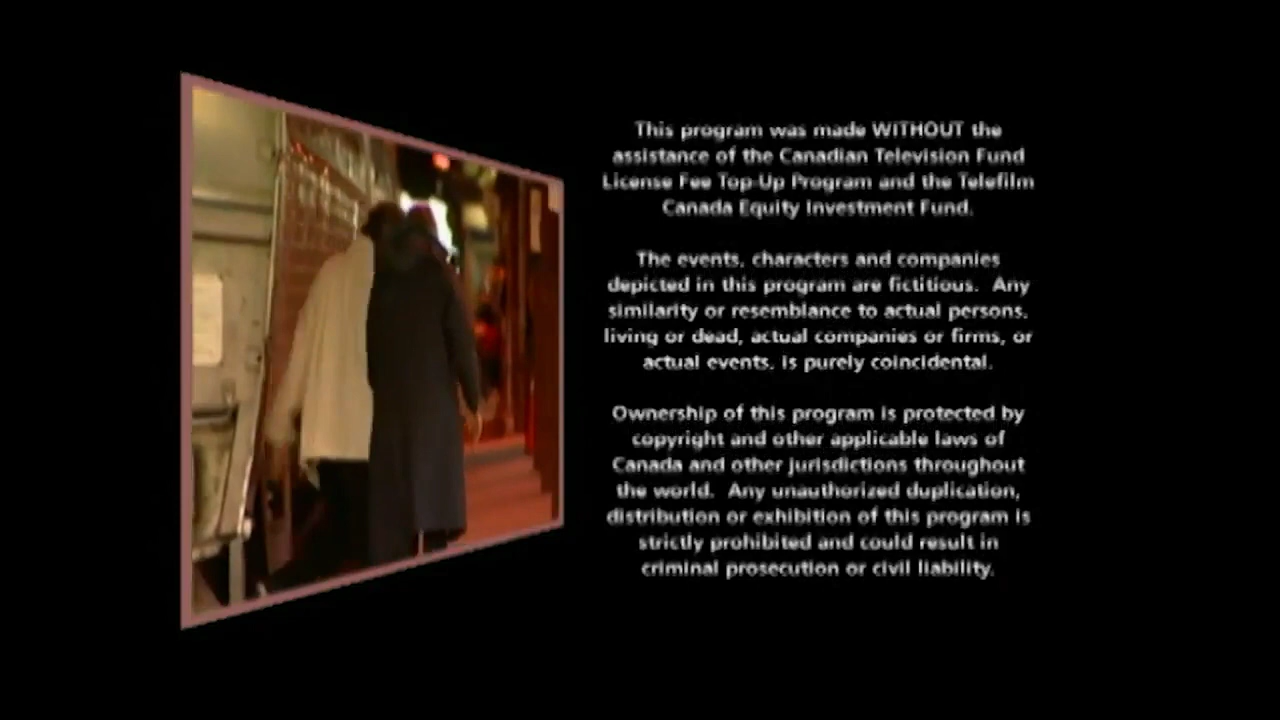 This program was made WITHOUT the
assistance of the Canadian Television Fund
License Fee Top-Up Program and the Telefilm
Canada Equity Investment Fund.
The events, characters and companies
depicted in this program are fictitious. Any
similarity or resemblance to actual persons,
living or dead, actual companies or firms, or
actual events, is purely coincidental.
Ownership of this program is protected by
copyright and other applicable laws of
Canada and other jurisdictions throughout
the world. Any unauthorized duplication,
distribution or exhibition of this program is
strictly prohibited and could result in
criminal prosecution or civil liability.